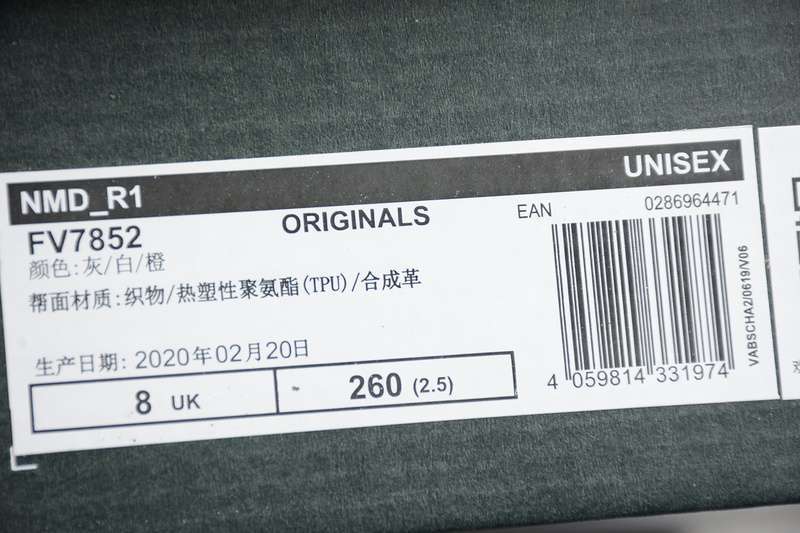 NMD_R1
UNISEX
FV7852
ORIGINALS
EAN
0286964471
颜色:灰/白/橙
帮面材质:织物/热塑性聚氨酯(TPU)/合成革
生产日期: 2020年02月20日
8 UK
260 (2.5)
4 059814 331974
VABSCHA2/0619/V06